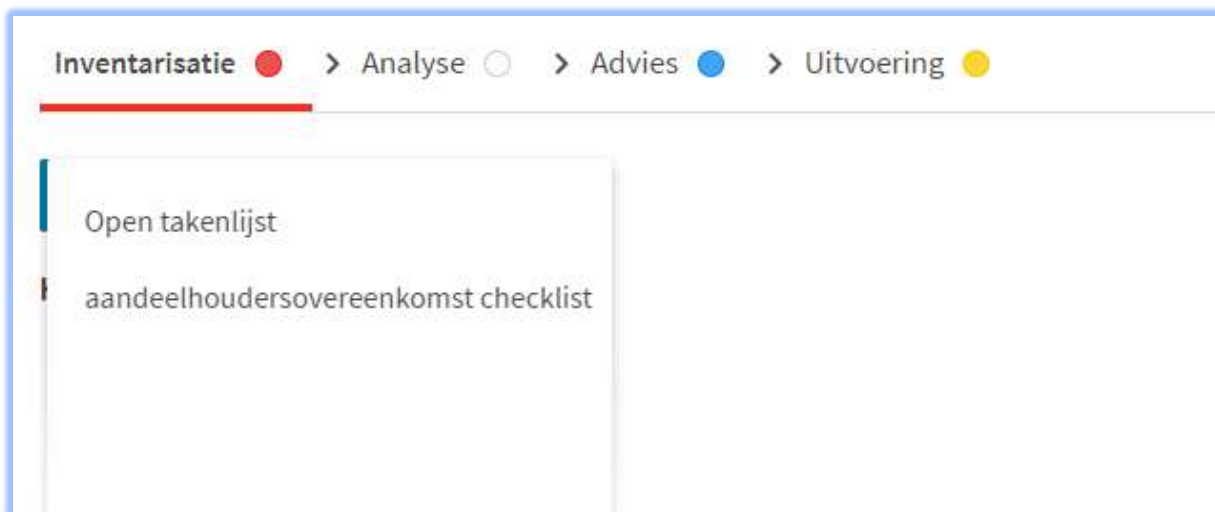 Inventarisatie > Analyse > Advies > Uitvoering
Open takenlijst
aandeelhoudersovereenkomst checklist